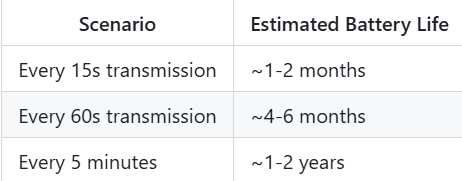 Scenario Estimated Battery Life
Every 15s transmission ~1-2 months
Every 60s transmission ~4-6 months
Every 5 minutes ~1-2 years